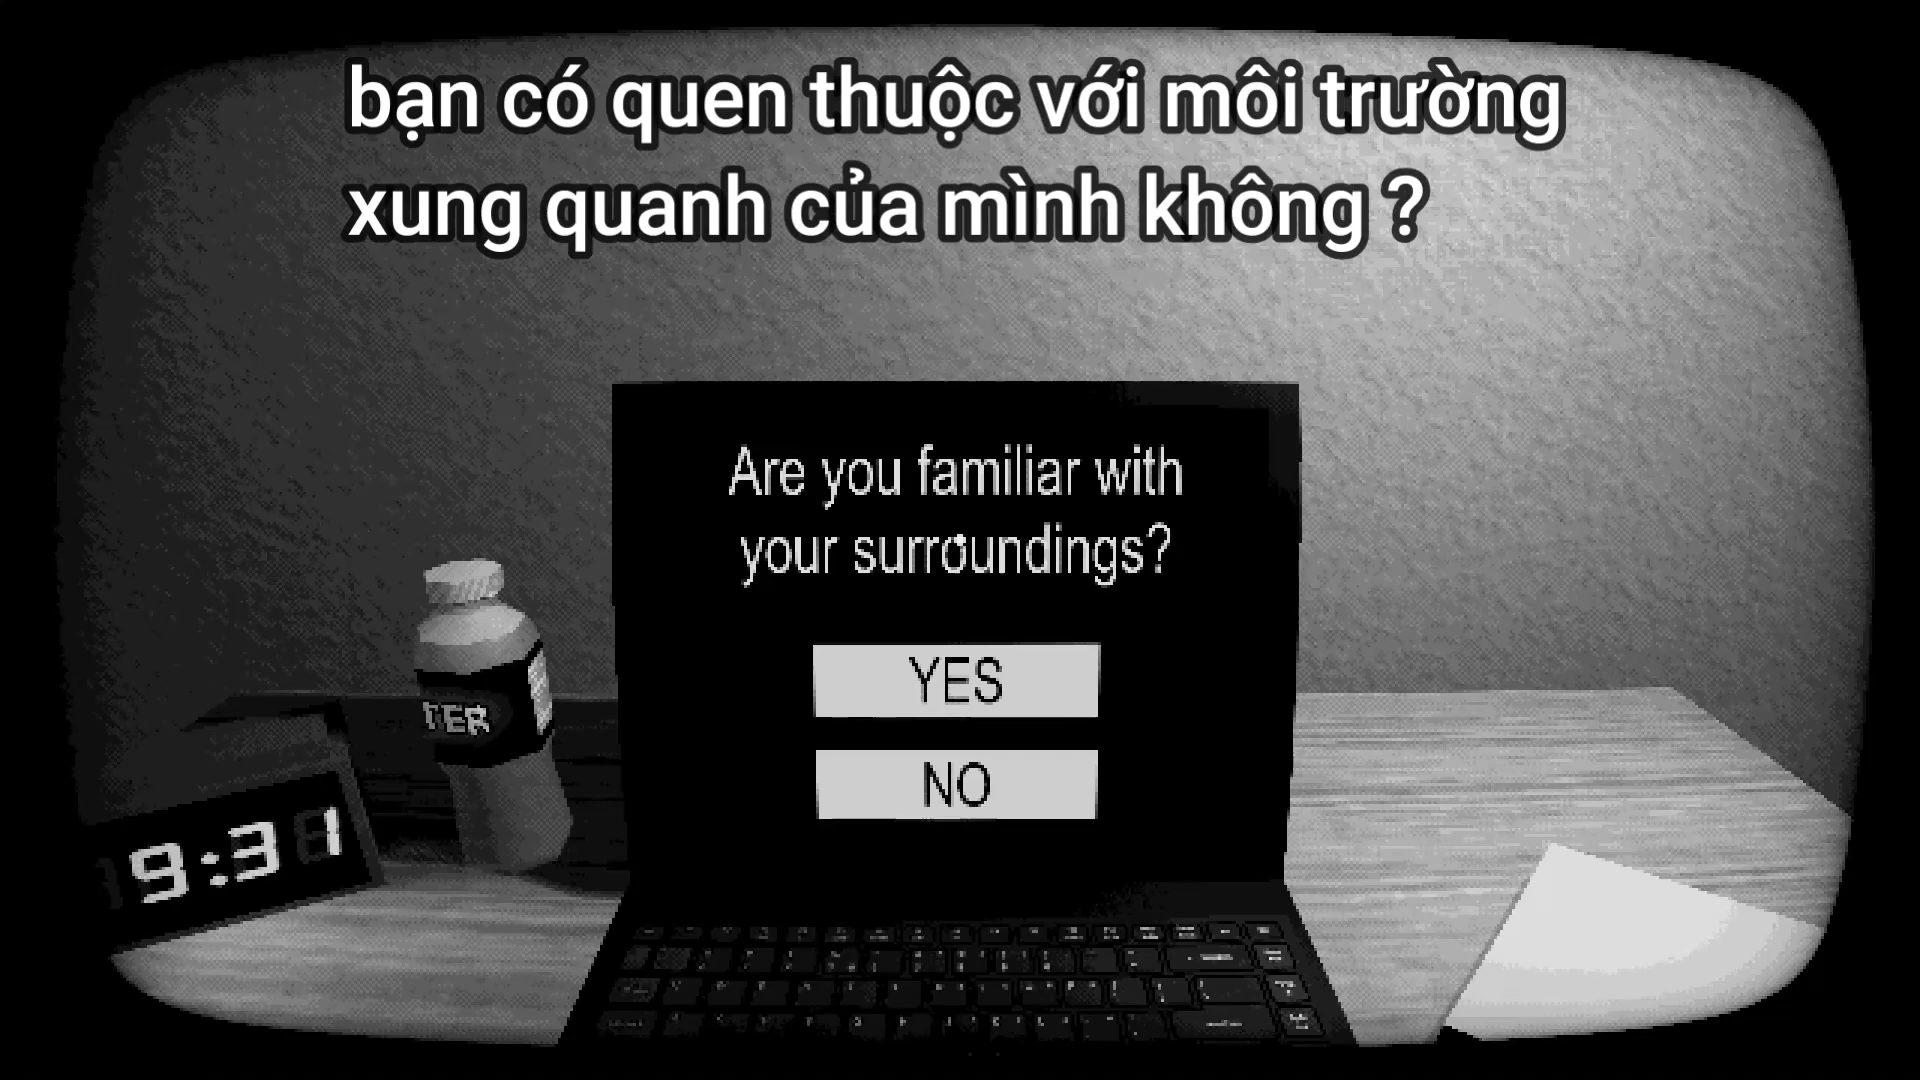 bạn có quen thuộc với môi trường
xung quanh của mình không ?
Are you familiar with
your surroundings?
YES
NO
TER
9:31